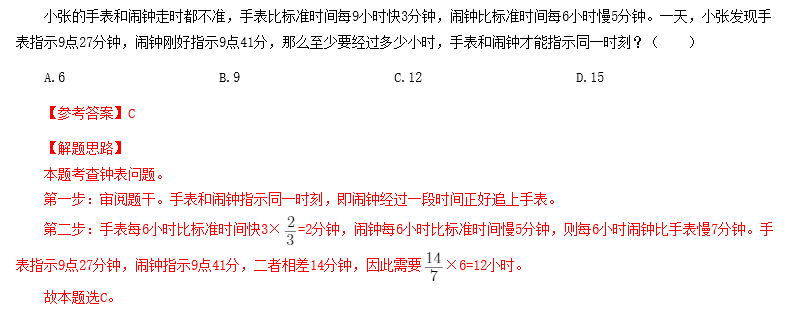 小张的手表和闹钟走时都不准，手表比标准时间每9小时快3分钟，闹钟比标准时间每6小时慢5分钟。一天，小张发现手
表指示9点27分钟，闹钟刚好指示9点41分，那么至少要经过多少小时，手表和闹钟才能指示同一时刻？（　　）
A.6　　B.9　　C.12　　D.15
【参考答案】C
【解题思路】
本题考查钟表问题。
第一步：审阅题干。手表和闹钟指示同一时刻，即闹钟经过一段时间正好追上手表。
第二步：手表每6小时比标准时间快3×2/3=2分钟，闹钟每6小时比标准时间慢5分钟，则每6小时闹钟比手表慢7分钟。手
表指示9点27分钟，闹钟指示9点41分，二者相差14分钟，因此需要14/7×6=12小时。
故本题选C。